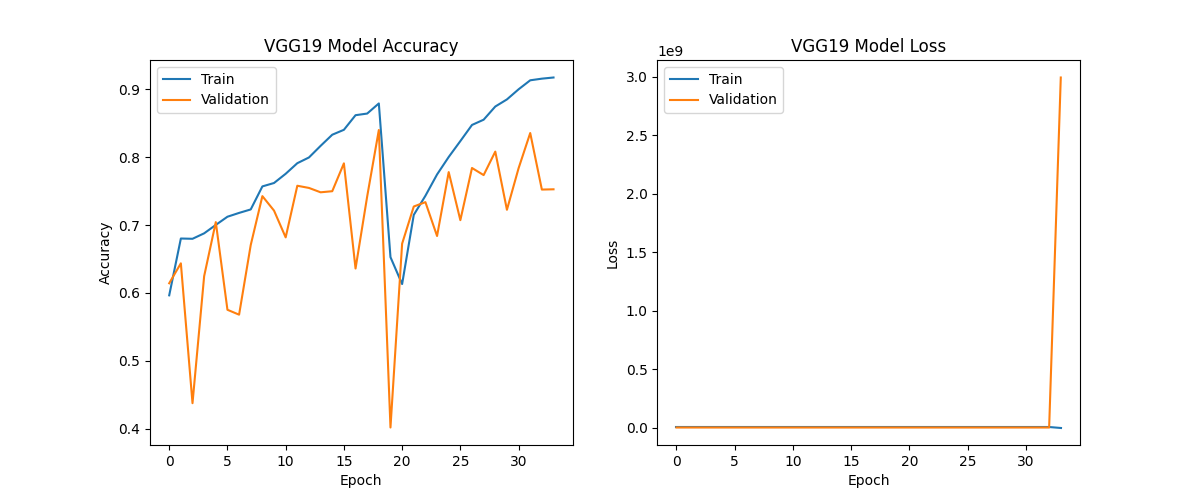 VGG19 Model Accuracy
Train
Validation
0.9
0.8
0.7
0.6
0.5
0.4
Accuracy
0 5 10 15 20 25 30
Epoch
VGG19 Model Loss
1e9
Train
Validation
3.0
2.5
2.0
1.5
1.0
0.5
0.0
Loss
0 5 10 15 20 25 30
Epoch